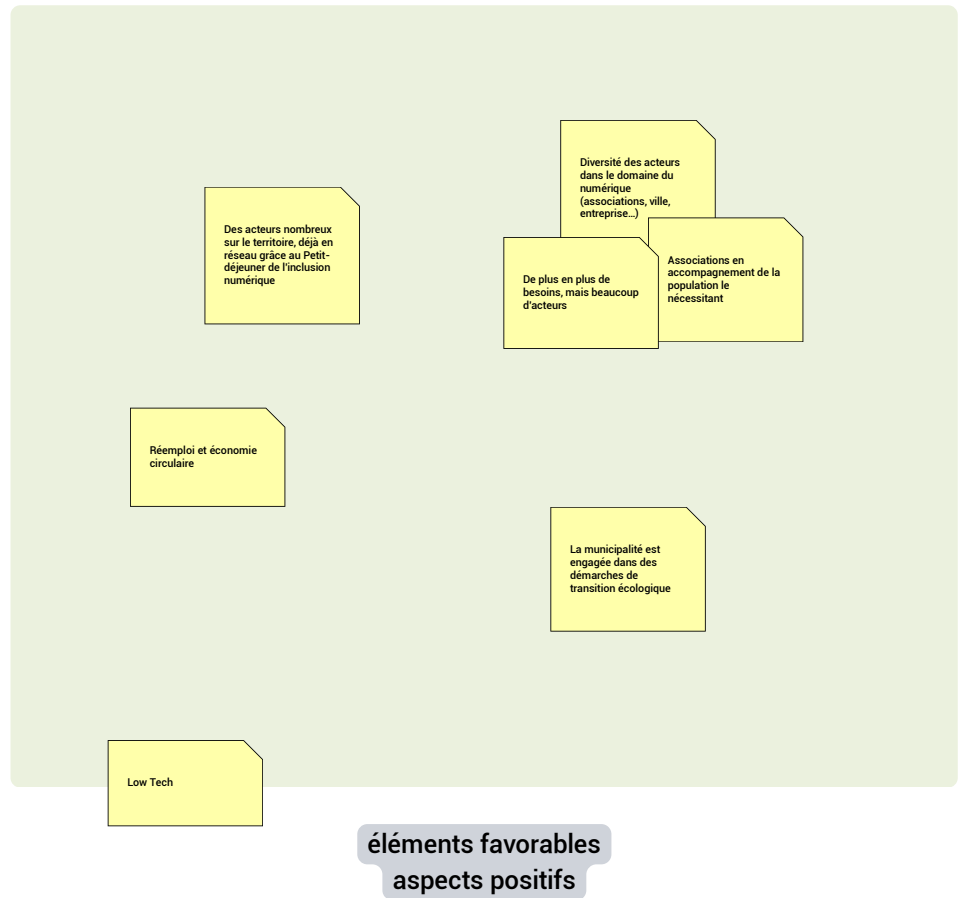 Diversité des acteurs
dans le domaine du
numérique
(associations, ville,
entreprise...)
Des acteurs nombreux
sur le territoire, déjà en
réseau grâce au Petit-
déjeuner de l'inclusion
numérique
Associations en
accompagnement de la
population le
nécessitant
De plus en plus de
besoins, mais beaucoup
d'acteurs
Réemploi et économie
circulaire
La municipalité est
engagée dans des
démarches de
transition écologique
Low Tech
éléments favorables
aspects positifs